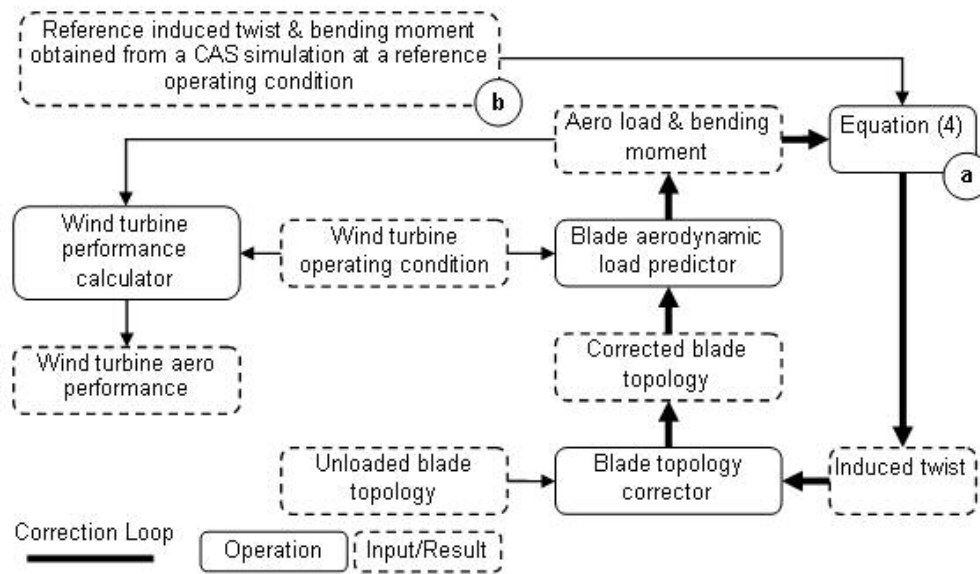 Reference induced twist & bending moment
obtained from a CAS simulation at a reference
operating condition
b
Aero load & bending
moment
Equation (4)
a
Wind turbine
performance
calculator
Wind turbine
operating condition
Blade aerodynamic
load predictor
Wind turbine aero
performance
Corrected blade
topology
Unloaded blade
topology
Blade topology
corrector
Induced twist
Correction Loop
Operation
Input/Result